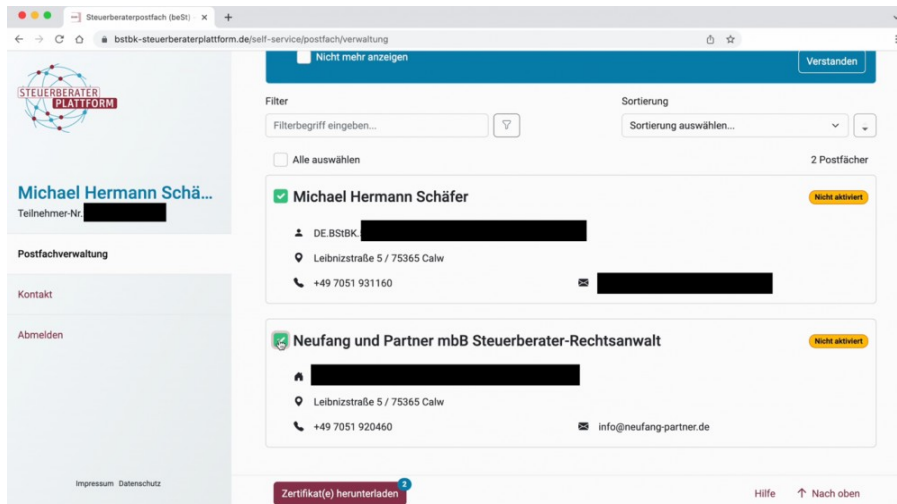 Steuerberaterpostfach (beSt)
bstbk-steuerberaterplattform.de/self-service/postfach/verwaltung
STEUERBERATER
PLATTFORM
Nicht mehr anzeigen
Verstanden
Filter
Sortierung
Filterbegriff eingeben...
Sortierung auswählen...
Alle auswählen
2 Postfächer
Michael Hermann Schä...
Teilnehmer-Nr.
Postfachverwaltung
Kontakt
Abmelden
Michael Hermann Schäfer
Nicht aktiviert
DE.BStBK.
Leibnizstraße 5 / 75365 Calw
+49 7051 931160
Neufang und Partner mbB Steuerberater-Rechtsanwalt
Nicht aktiviert
Leibnizstraße 5 / 75365 Calw
+49 7051 920460
info@neufang-partner.de
Impressum Datenschutz
Zertifikat(e) herunterladen
2
Hilfe
Nach oben